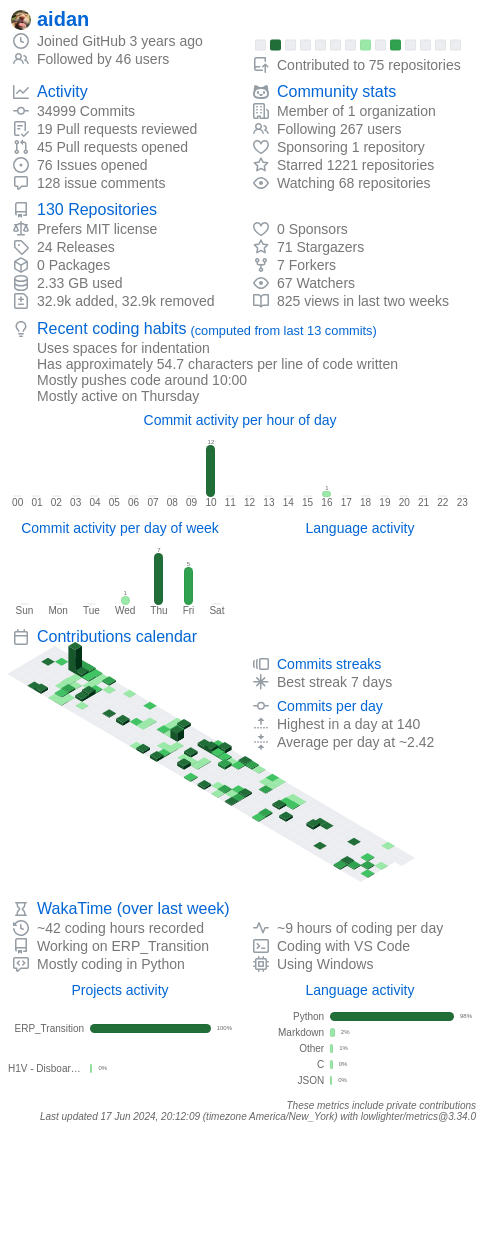 aidan
Joined GitHub 3 years ago
Followed by 46 users
Contributed to 75 repositories
Activity
34999 Commits
19 Pull requests reviewed
45 Pull requests opened
76 Issues opened
128 issue comments
Community stats
Member of 1 organization
Following 267 users
Sponsoring 1 repository
Starred 1221 repositories
Watching 68 repositories
130 Repositories
Prefers MIT license
24 Releases
0 Packages
2.33 GB used
32.9k added, 32.9k removed
0 Sponsors
71 Stargazers
7 Forkers
67 Watchers
825 views in last two weeks
Recent coding habits (computed from last 13 commits)
Uses spaces for indentation
Has approximately 54.7 characters per line of code written
Mostly pushes code around 10:00
Mostly active on Thursday
Commit activity per hour of day
12
1
00 01 02 03 04 05 06 07 08 09 10 11 12 13 14 15 16 17 18 19 20 21 22 23
Commit activity per day of week
7
5
1
Sun Mon Tue Wed Thu Fri Sat
Language activity
Contributions calendar
Commits streaks
Best streak 7 days
Commits per day
Highest in a day at 140
Average per day at ~2.42
WakaTime (over last week)
~42 coding hours recorded
Working on ERP_Transition
Mostly coding in Python
~9 hours of coding per day
Coding with VS Code
Using Windows
Projects activity
ERP_Transition 100%
H1V - Disboar… 0%
Language activity
Python 98%
Markdown 2%
Other 1%
C 0%
JSON 0%
These metrics include private contributions
Last updated 17 Jun 2024, 20:12:09 (timezone America/New_York) with lowlighter/metrics@3.34.0